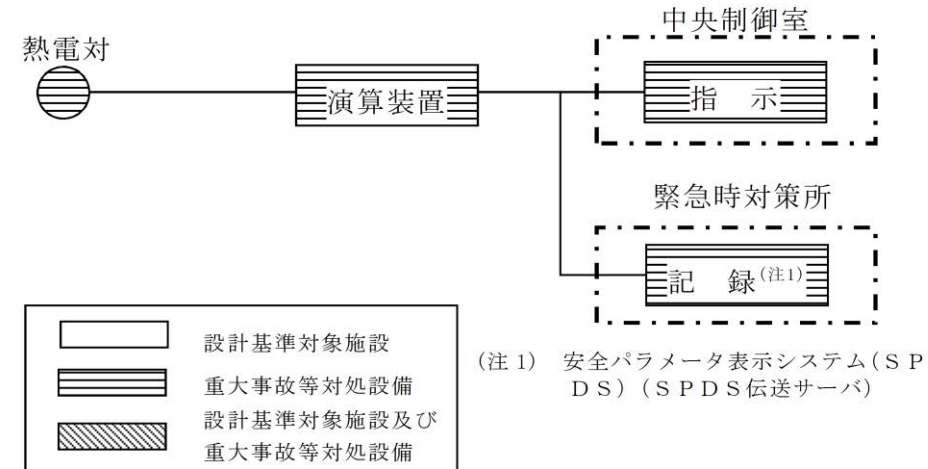 中央制御室
熱電対
演算装置
指　示
緊急時対策所
記　録(注1)
設計基準対象施設
重大事故等対処設備
設計基準対象施設及び
重大事故等対処設備
(注 1)　安全パラメータ表示システム(ＳＰ
ＤＳ)(ＳＰＤＳ伝送サーバ)